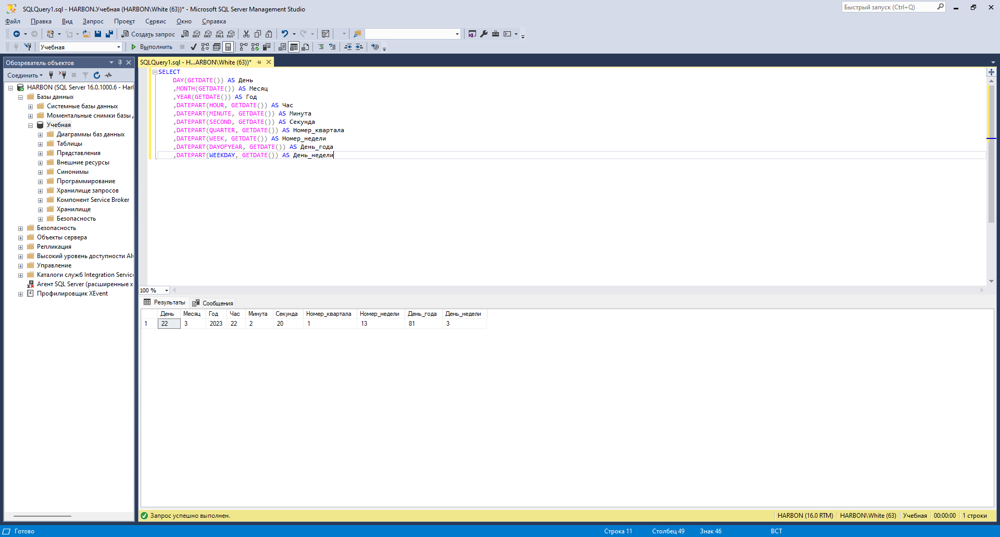 SQLQuery1.sql - HARBON.Учебная (HARBON\White (63))* - Microsoft SQL Server Management Studio
Быстрый запуск (Ctrl+Q)
Файл Правка Вид Запрос Проект Сервис Окно Справка
Создать запрос
MDX DMX XMLA DAX
Учебная
Выполнить
Обозреватель объектов
SQLQuery1.sql - H...ARBON\White (63))*
Соединить
HARBON (SQL Server 16.0.1000.6 - Harl
Базы данных
Системные базы данных
Моментальные снимки базы
Учебная
Диаграммы баз данных
Таблицы
Представления
Внешние ресурсы
Синонимы
Программирование
Хранилище запросов
Компонент Service Broker
Хранилище
Безопасность
Безопасность
Объекты сервера
Репликация
Высокий уровень доступности Al
Управление
Каталоги служб Integration Servic
Агент SQL Server (расширенные х
Профилировщик XEvent
SELECT
DAY(GETDATE()) AS День
,MONTH(GETDATE()) AS Месяц
,YEAR(GETDATE()) AS Год
,DATEPART(HOUR, GETDATE()) AS Час
,DATEPART(MINUTE, GETDATE()) AS Минута
,DATEPART(SECOND, GETDATE()) AS Секунда
,DATEPART(QUARTER, GETDATE()) AS Номер_квартала
,DATEPART(WEEK, GETDATE()) AS Номер_недели
,DATEPART(DAYOFYEAR, GETDATE()) AS День_года
,DATEPART(WEEKDAY, GETDATE()) AS День_недели
100 %
Результаты Сообщения
День Месяц Год Час Минута Секунда Номер_квартала Номер_недели День_года День_недели
1 22 3 2023 22 2 20 1 13 81 3
Запрос успешно выполнен.
HARBON (16.0 RTM) HARBON\White (63) Учебная 00:00:00 1 строки
Готово
Строка 11 Столбец 49 Знак 46 ВСТ